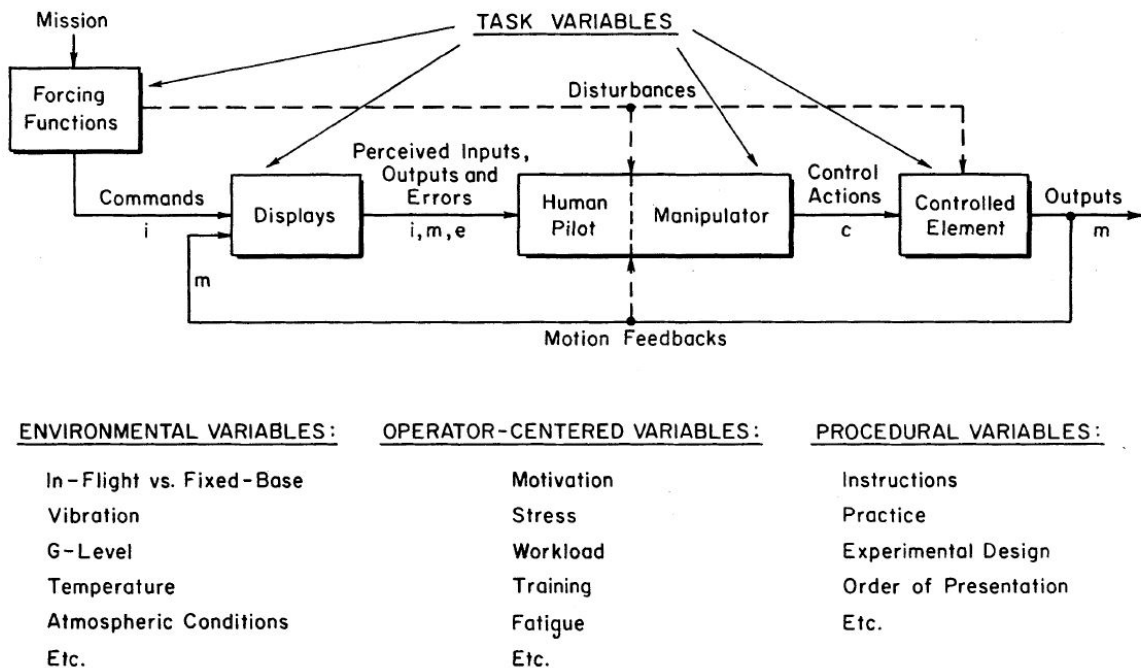 Mission
TASK VARIABLES
Forcing
Functions
Disturbances
Commands
i
Displays
Perceived Inputs,
Outputs and
Errors
i, m, e
Human
Pilot
Manipulator
Control
Actions
c
Controlled
Element
Outputs
m
m
Motion Feedbacks
ENVIRONMENTAL VARIABLES:
In-Flight vs. Fixed-Base
Vibration
G-Level
Temperature
Atmospheric Conditions
Etc.
OPERATOR-CENTERED VARIABLES:
Motivation
Stress
Workload
Training
Fatigue
Etc.
PROCEDURAL VARIABLES:
Instructions
Practice
Experimental Design
Order of Presentation
Etc.